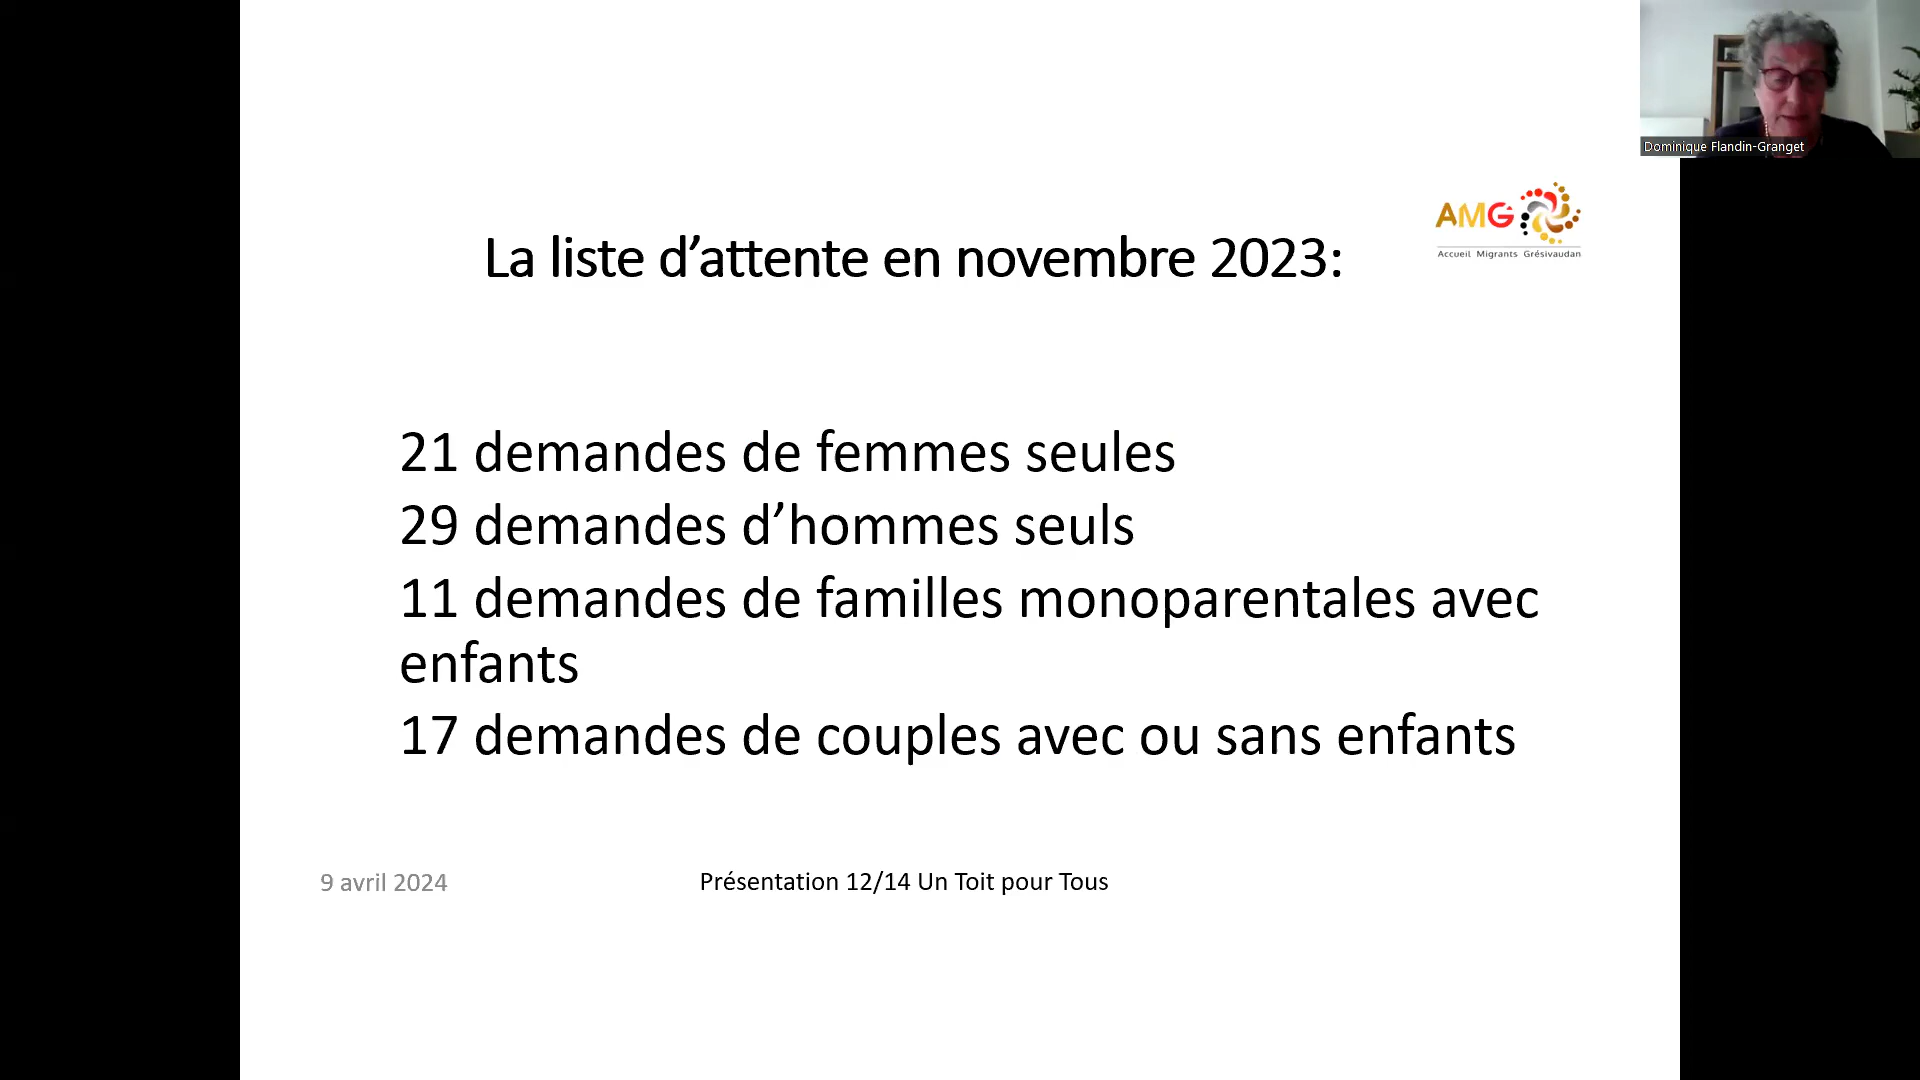 Dominique Flandin-Granget
AMG
Accueil Migrants Grésivaudan
La liste d’attente en novembre 2023:
21 demandes de femmes seules
29 demandes d’hommes seuls
11 demandes de familles monoparentales avec
enfants
17 demandes de couples avec ou sans enfants
9 avril 2024
Présentation 12/14 Un Toit pour Tous